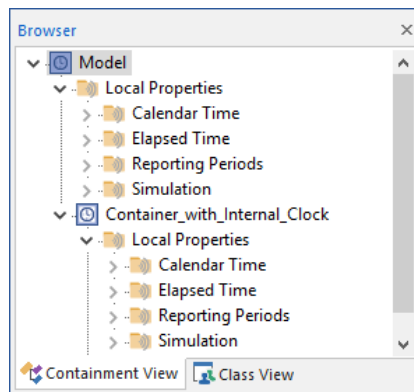 Browser
Model
Local Properties
Calendar Time
Elapsed Time
Reporting Periods
Simulation
Container_with_Internal_Clock
Local Properties
Calendar Time
Elapsed Time
Reporting Periods
Simulation
Containment View Class View